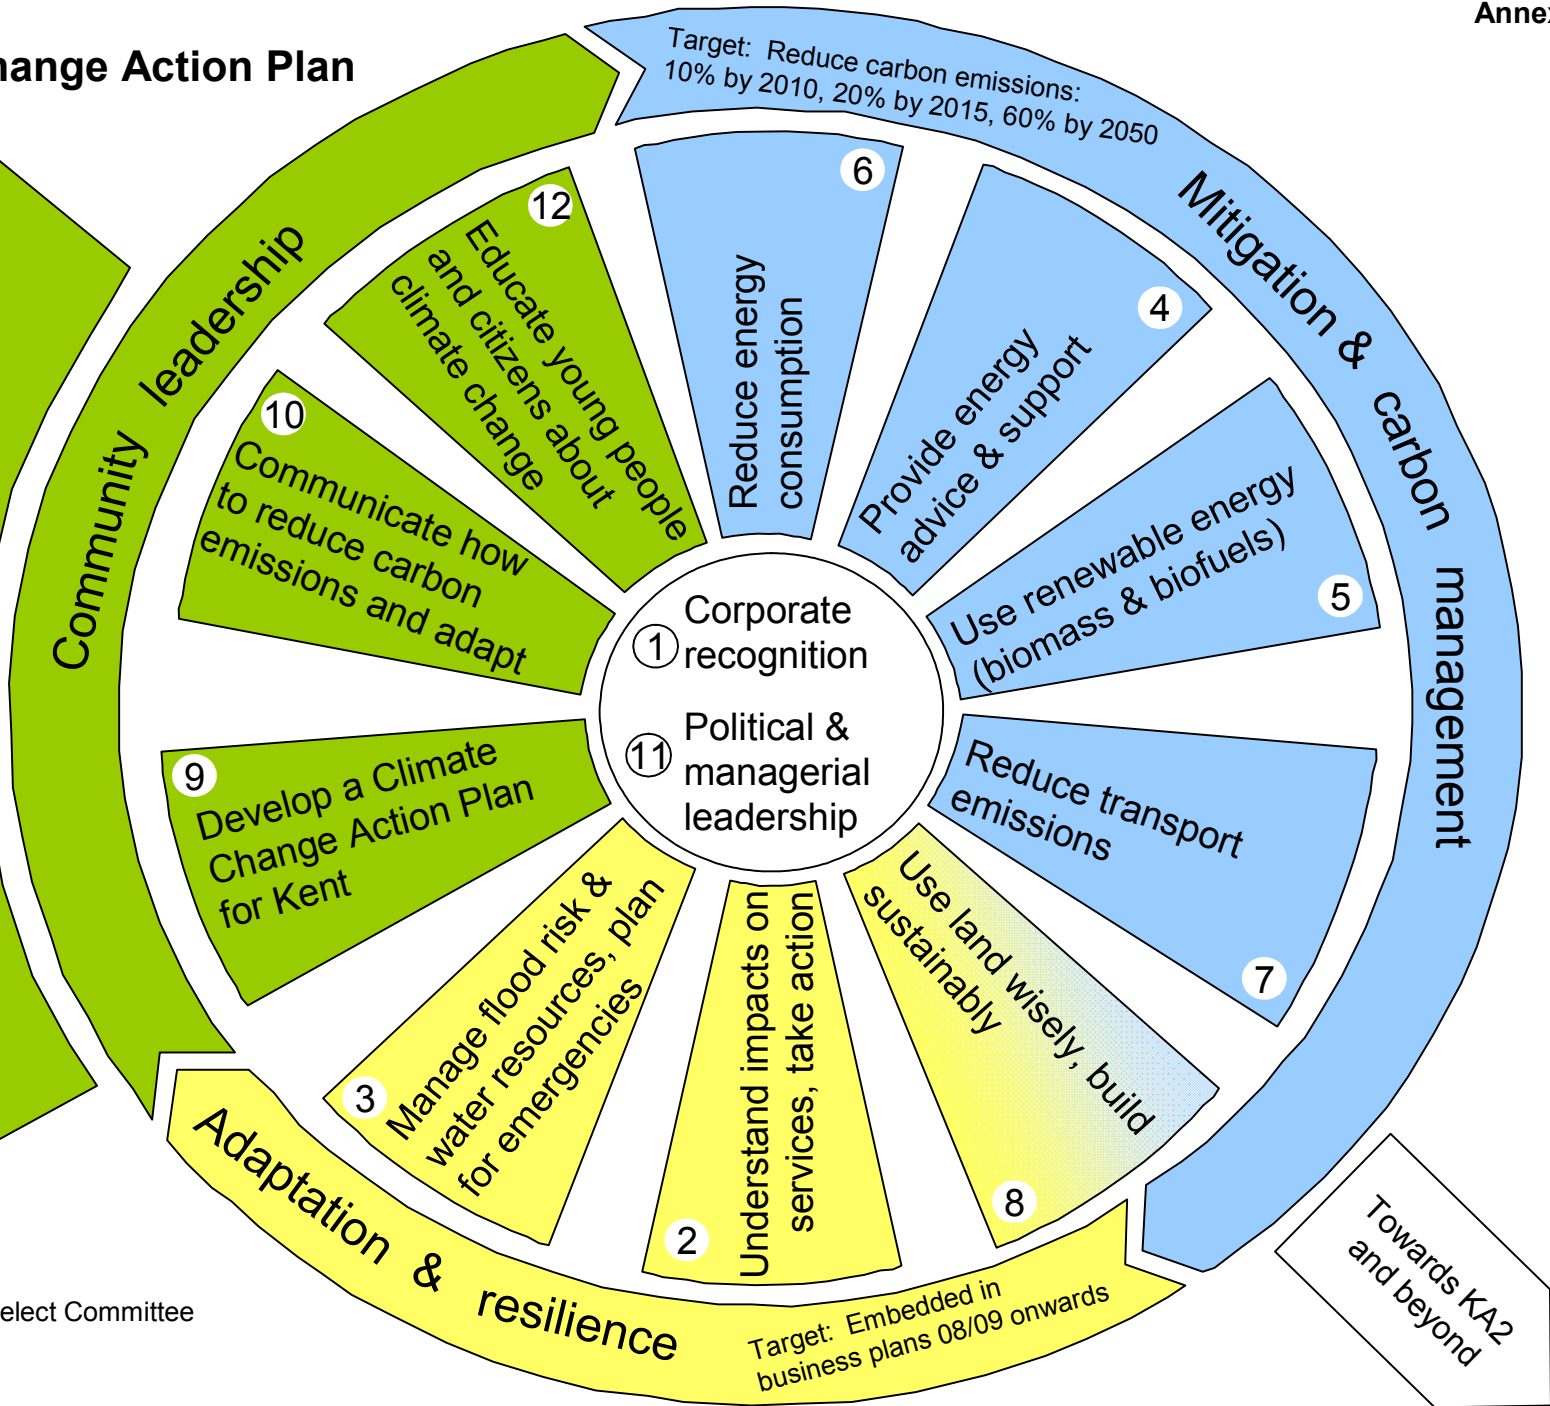 Action Plan
Target: Reduce carbon emissions:
10% by 2010, 20% by 2015, 60% by 2050
Mitigation & carbon management
Community leadership
Adaptation & resilience
Target: Embedded in
business plans 08/09 onwards
6
Reduce energy
consumption
4
Provide energy
advice & support
5
Use renewable energy
(biomass & biofuels)
7
Reduce transport
emissions
8
Use land wisely, build
sustainably
2
Understand impacts on
services, take action
3
Manage flood risk &
water resources, plan
for emergencies
9
Develop a Climate
Change Action Plan
for Kent
10
Communicate how
to reduce carbon
emissions and adapt
12
Educate young people
and citizens about
climate change
1
Corporate
recognition
11
Political &
managerial
leadership
Towards KA2
and beyond
Committee